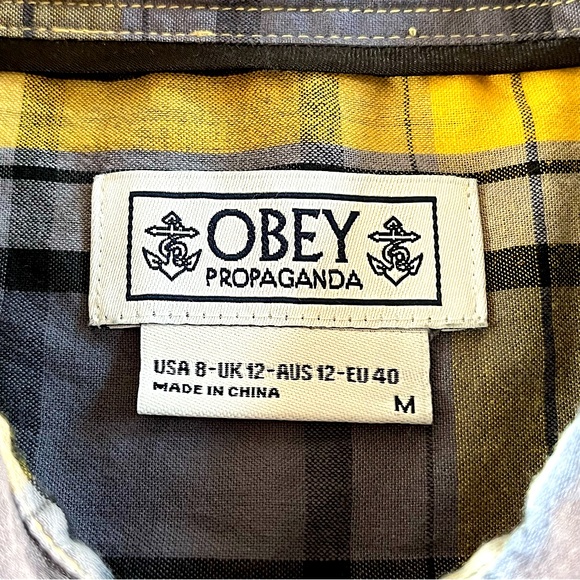 OBEY
PROPAGANDA
USA 8-UK 12-AUS 12-EU 40
MADE IN CHINA
M